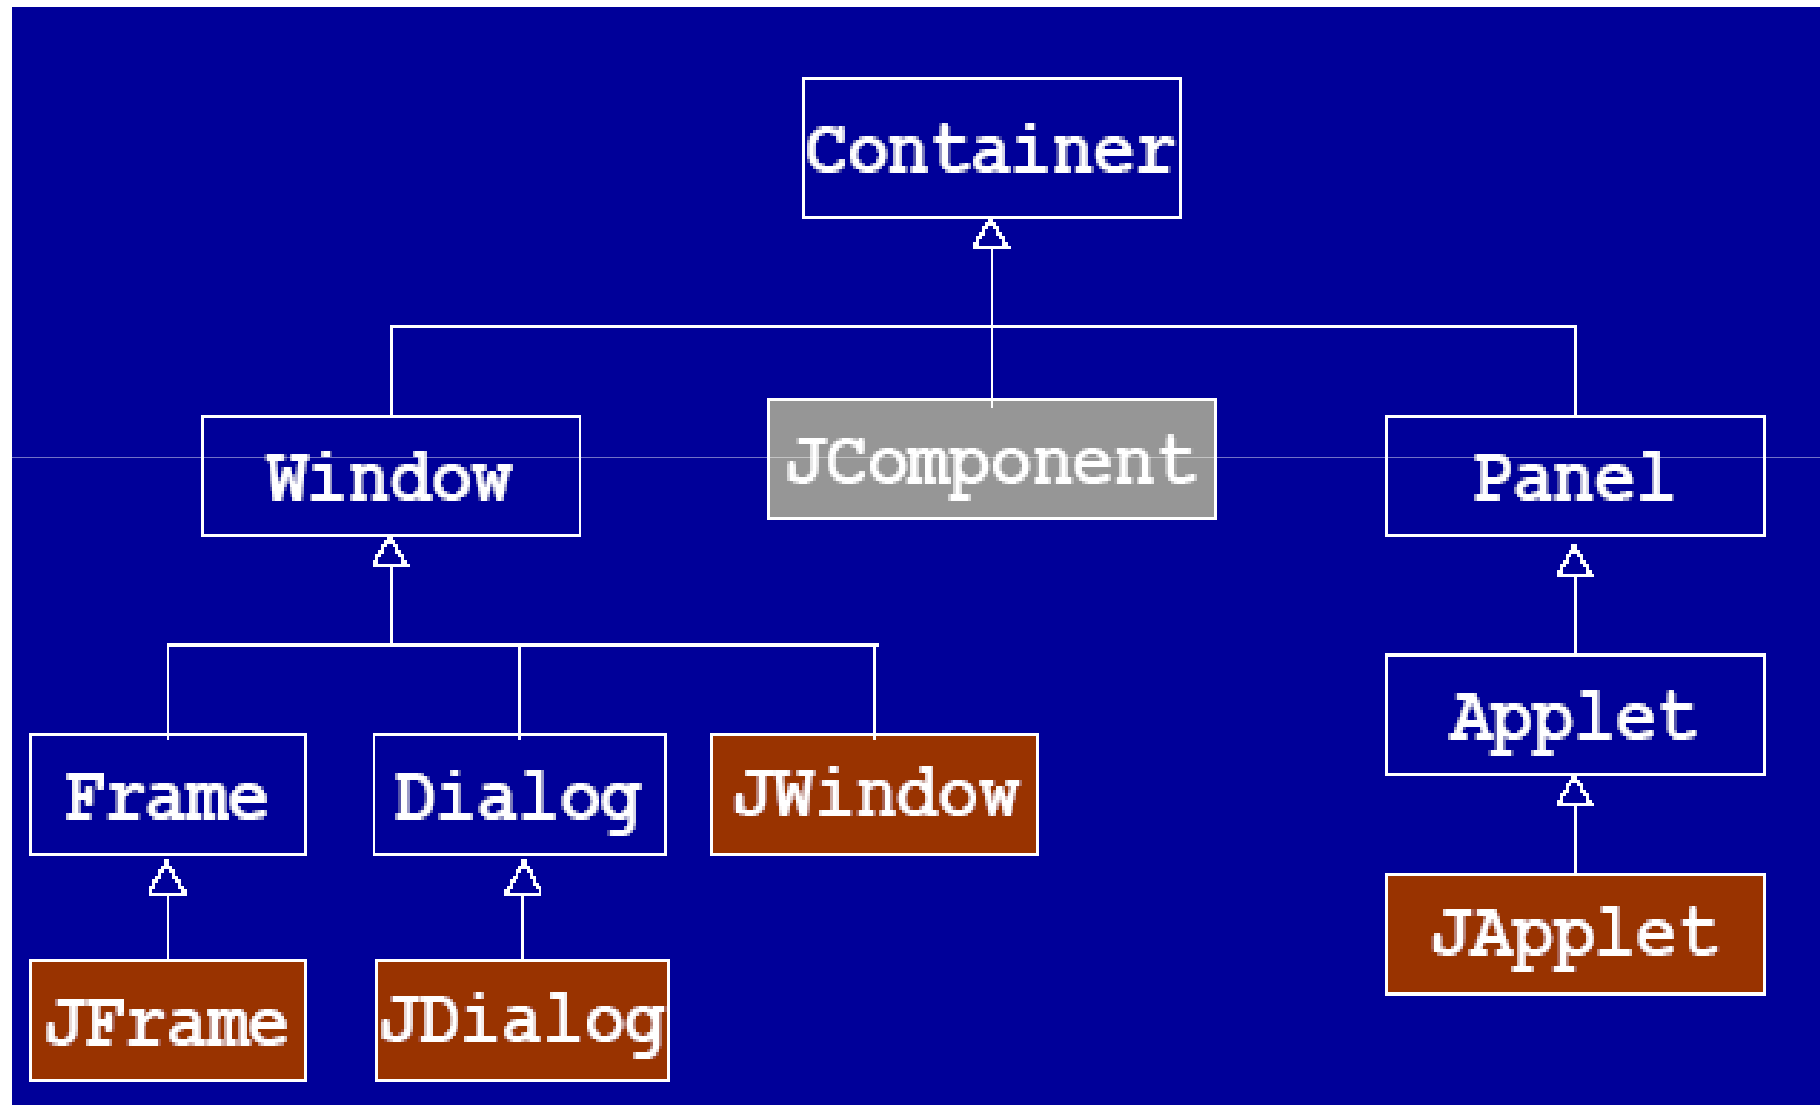 Container
Window
JComponent
Panel
Applet
Frame
Dialog
JWindow
JApplet
JFrame
JDialog